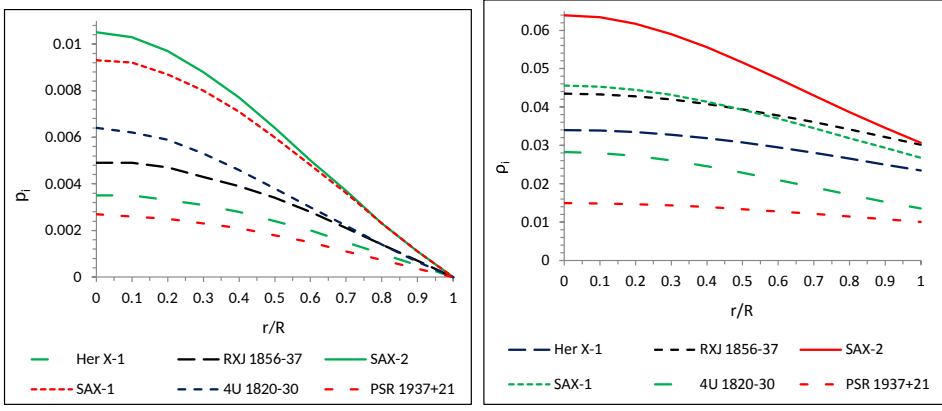 0.01
0.008
0.006
0.004
0.002
0
pᵢ
0 0.1 0.2 0.3 0.4 0.5 0.6 0.7 0.8 0.9 1
r/R
Her X-1 RXJ 1856-37 SAX-2
SAX-1 4U 1820-30 PSR 1937+21
0.06
0.05
0.04
0.03
0.02
0.01
0
ρᵢ
0 0.1 0.2 0.3 0.4 0.5 0.6 0.7 0.8 0.9 1
r/R
Her X-1 RXJ 1856-37 SAX-2
SAX-1 4U 1820-30 PSR 1937+21